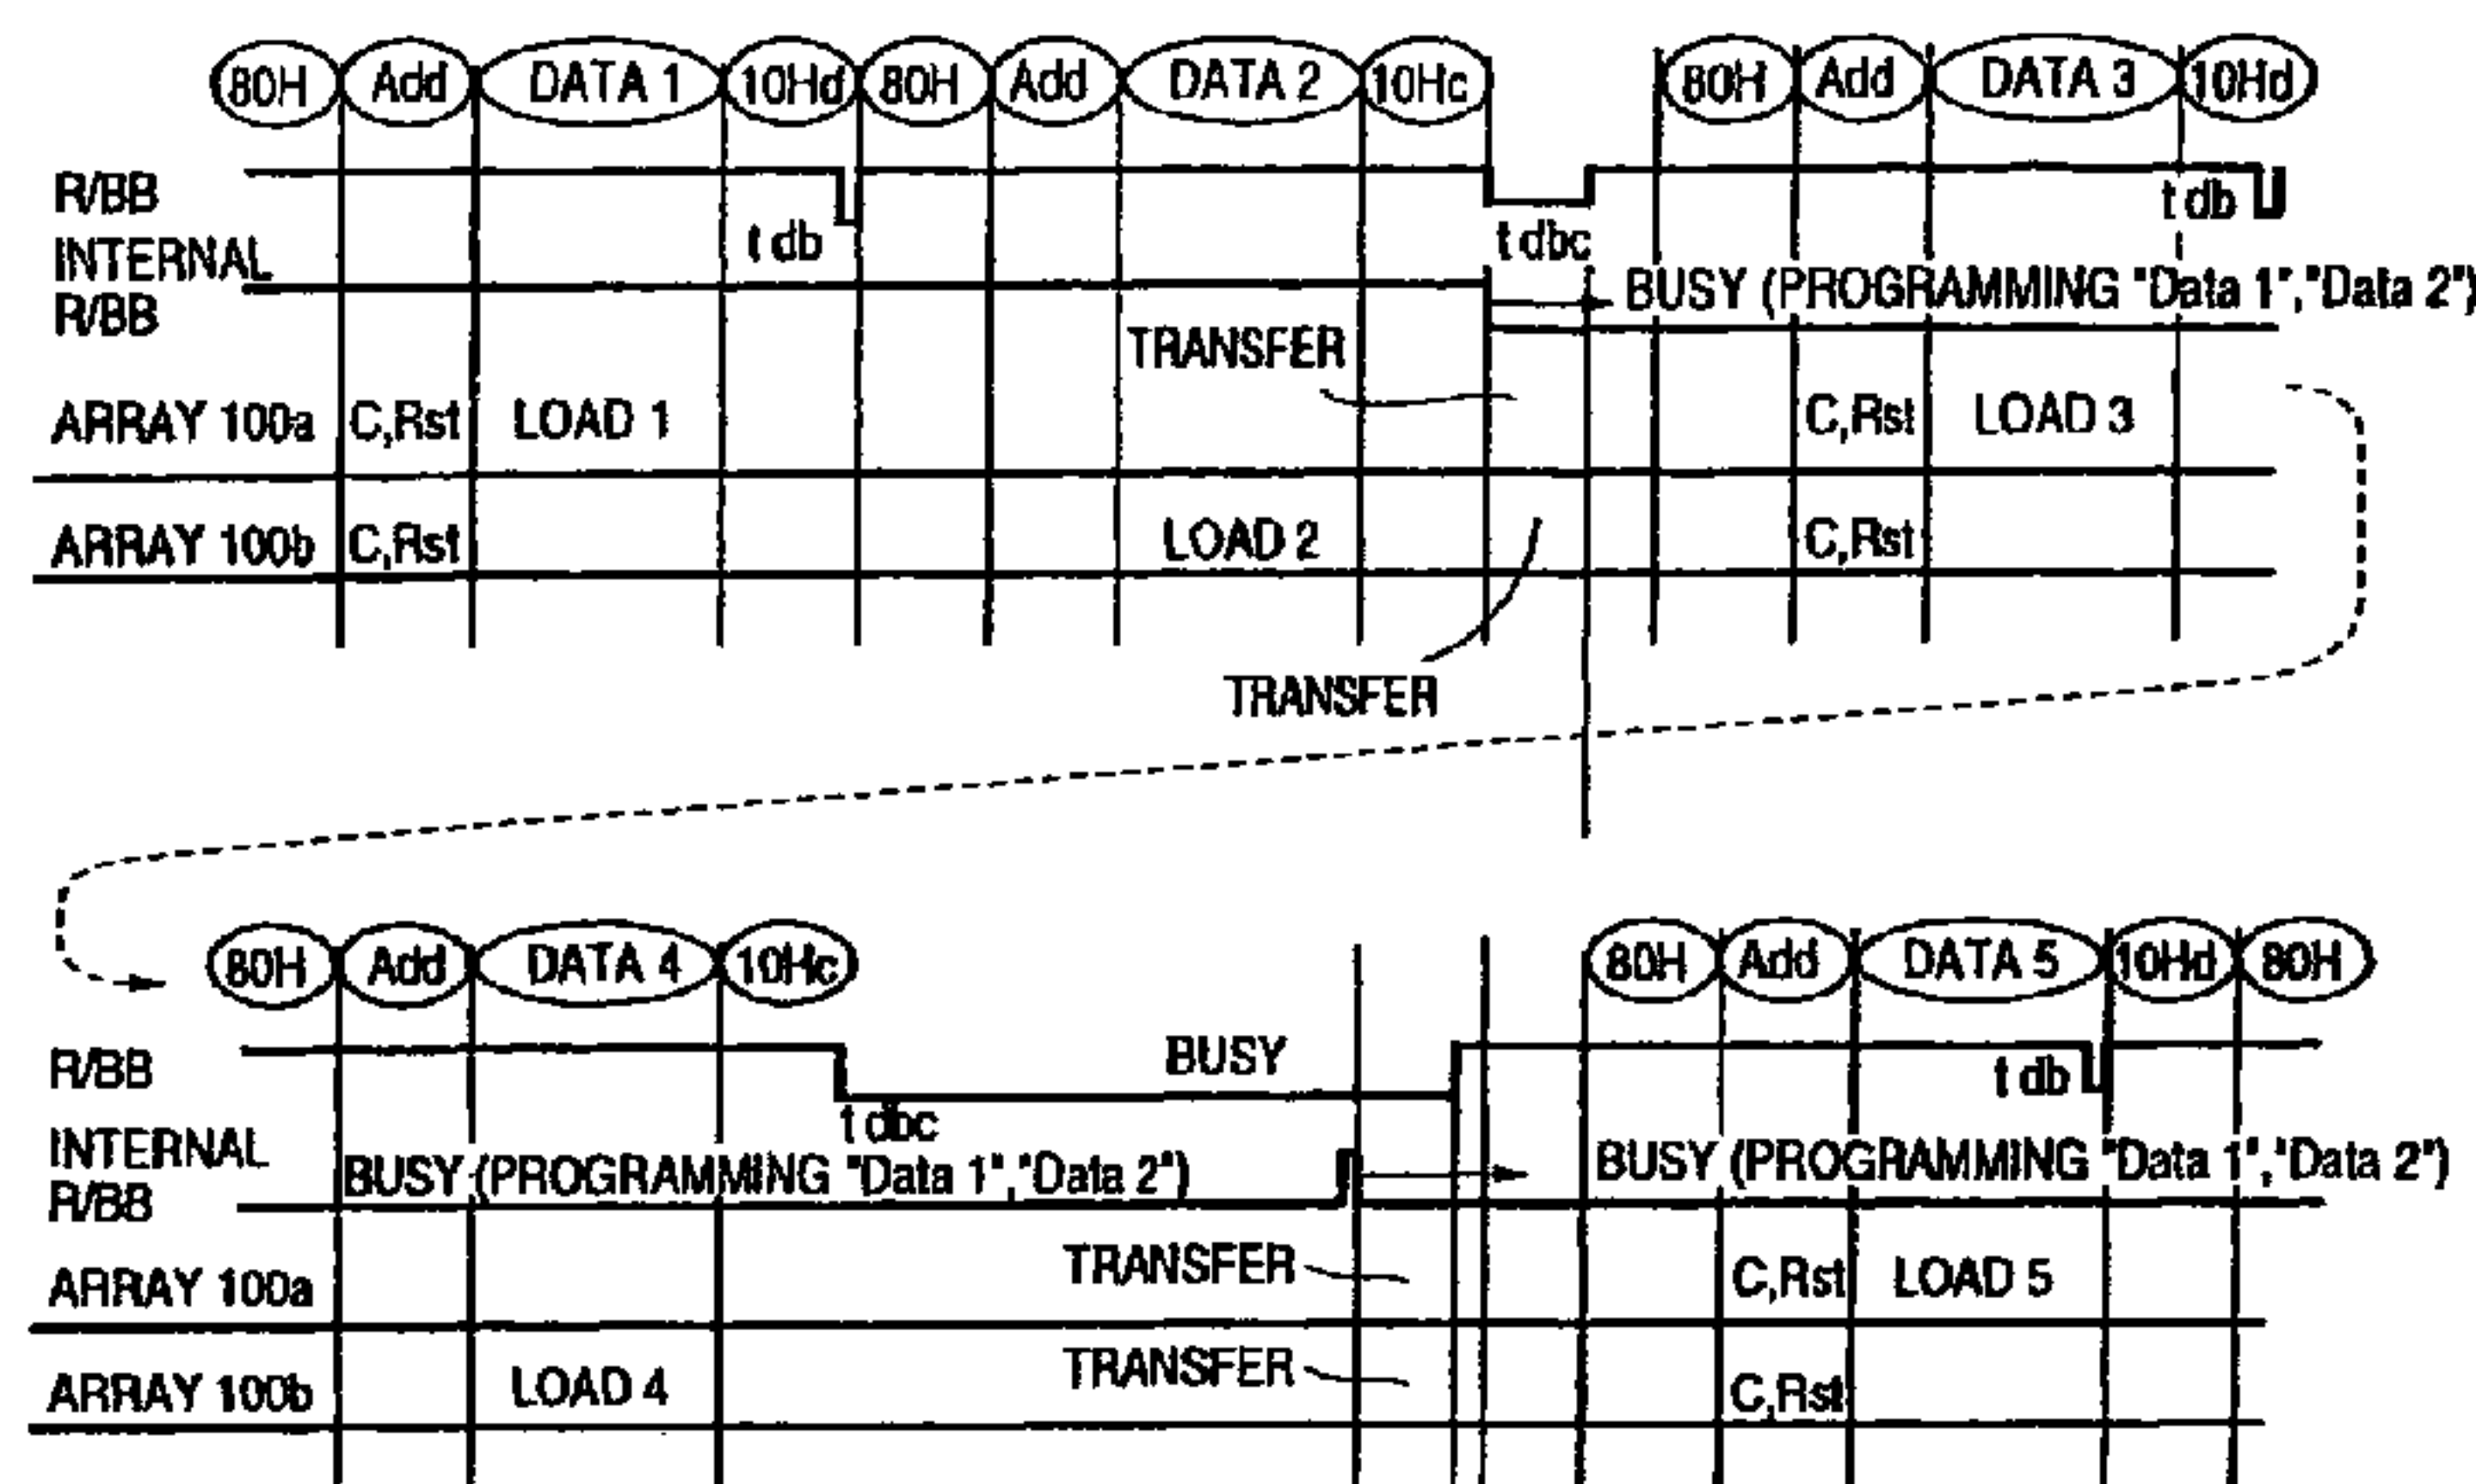 80H Add DATA 1 10Hd 80H Add DATA 2 10Hc 80H Add DATA 3 10Hd
R/BB
t db
t dbc
t db
INTERNAL
R/BB
BUSY (PROGRAMMING "Data 1","Data 2")
TRANSFER
ARRAY 100a C,Rst LOAD 1 C,Rst LOAD 3
ARRAY 100b C,Rst LOAD 2 C,Rst
TRANSFER
80H Add DATA 4 10Hc 80H Add DATA 5 10Hd 80H
R/BB
BUSY
t db
t dbc
INTERNAL
R/BB
BUSY (PROGRAMMING "Data 1","Data 2")
BUSY (PROGRAMMING "Data 1","Data 2")
ARRAY 100a TRANSFER C,Rst LOAD 5
ARRAY 100b LOAD 4 TRANSFER C,Rst